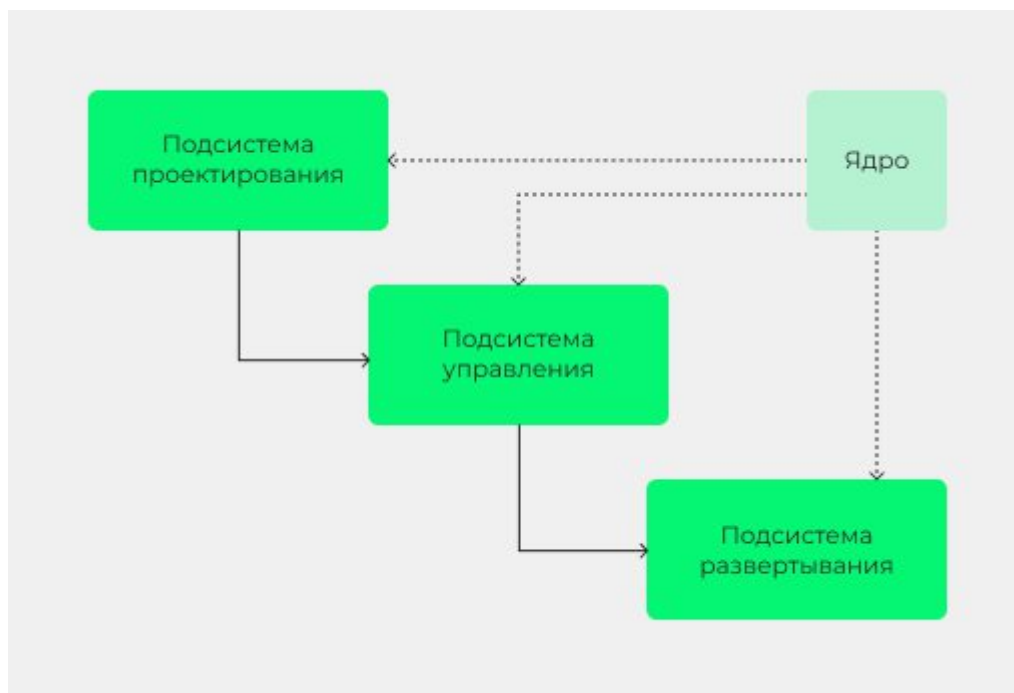 Подсистема
проектирования
Ядро
Подсистема
управления
Подсистема
развертывания